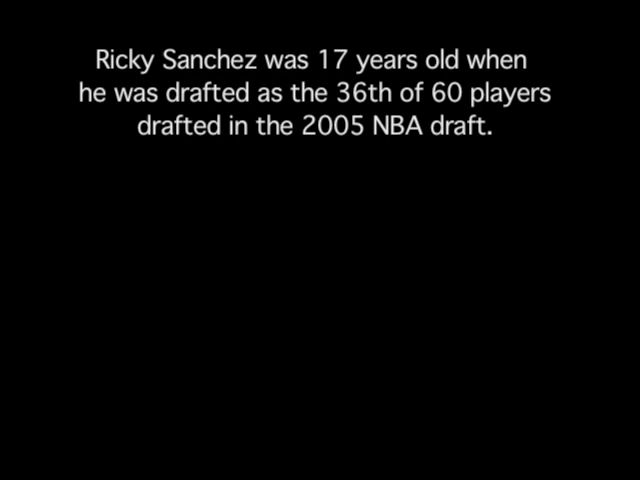 Ricky Sanchez was 17 years old when
he was drafted as the 36th of 60 players
drafted in the 2005 NBA draft.